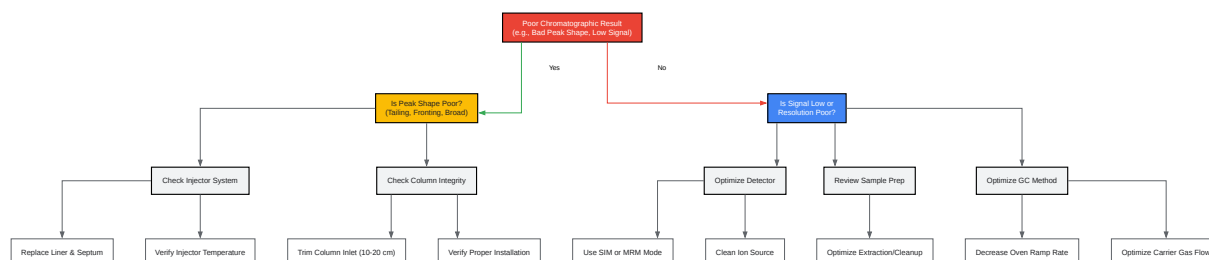 Poor Chromatographic Result
(e.g., Bad Peak Shape, Low Signal)
Yes
No
Is Peak Shape Poor?
(Tailing, Fronting, Broad)
Is Signal Low or
Resolution Poor?
Check Injector System
Check Column Integrity
Optimize Detector
Review Sample Prep
Optimize GC Method
Replace Liner & Septum
Verify Injector Temperature
Trim Column Inlet (10-20 cm)
Verify Proper Installation
Use SIM or MRM Mode
Clean Ion Source
Optimize Extraction/Cleanup
Decrease Oven Ramp Rate
Optimize Carrier Gas Flow